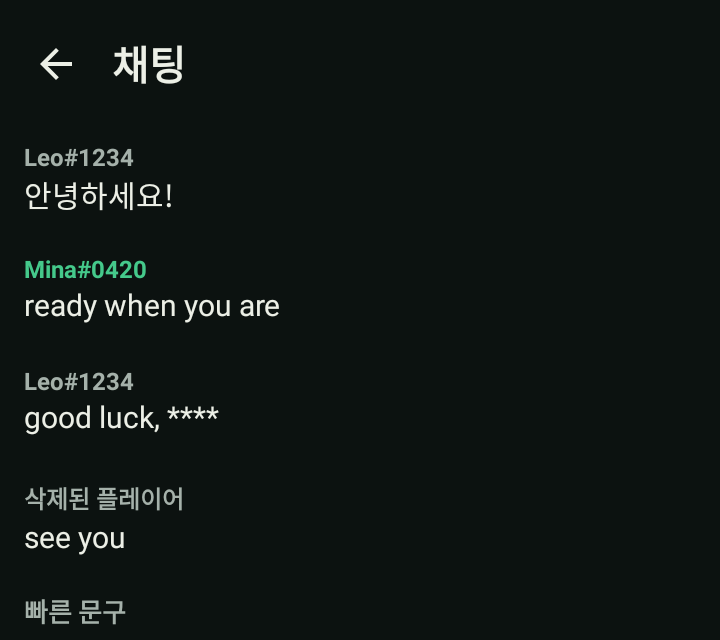 채팅
Leo#1234
안녕하세요!
Mina#0420
ready when you are
Leo#1234
good luck, ****
삭제된 플레이어
see you
빠른 문구